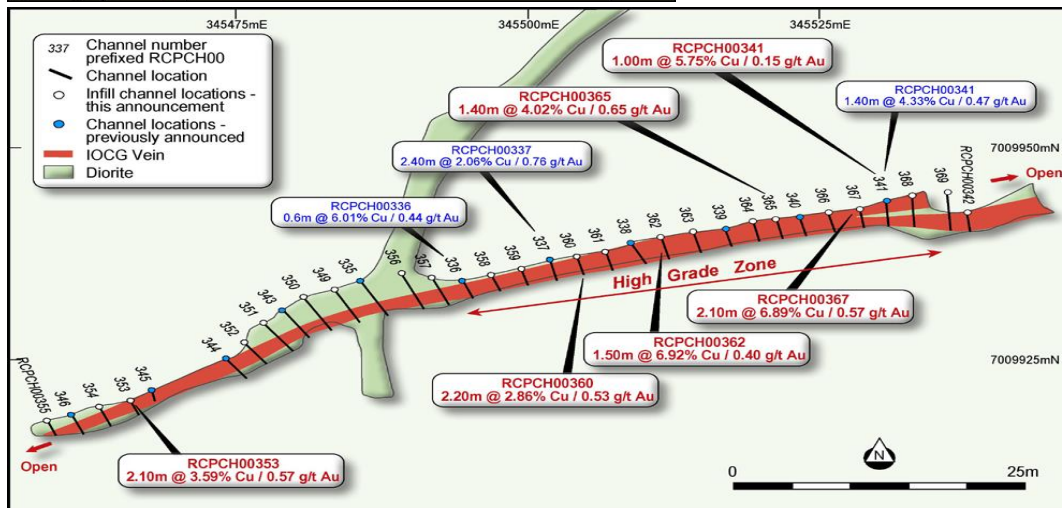 345475mE
345500mE
345525mE
337 Channel number prefixed RCPCH00
Channel location
Infill channel locations - this announcement
Channel locations - previously announced
IOCG Vein
Diorite
RCPCH00341
1.00m @ 5.75% Cu / 0.15 g/t Au
RCPCH00365
1.40m @ 4.02% Cu / 0.65 g/t Au
RCPCH00341
1.40m @ 4.33% Cu / 0.47 g/t Au
RCPCH00337
2.40m @ 2.06% Cu / 0.76 g/t Au
RCPCH00336
0.6m @ 6.01% Cu / 0.44 g/t Au
7009950mN
Open
RCPCH00355
346
354
353
345
344
352
351
343
350
349
335
356
357
336
358
359
337
360
361
338
362
363
339
364
365
340
366
367
341
368
369
RCPCH00342
High Grade Zone
RCPCH00367
2.10m @ 6.89% Cu / 0.57 g/t Au
RCPCH00362
1.50m @ 6.92% Cu / 0.40 g/t Au
7009925mN
RCPCH00360
2.20m @ 2.86% Cu / 0.53 g/t Au
Open
RCPCH00353
2.10m @ 3.59% Cu / 0.57 g/t Au
N
0
25m